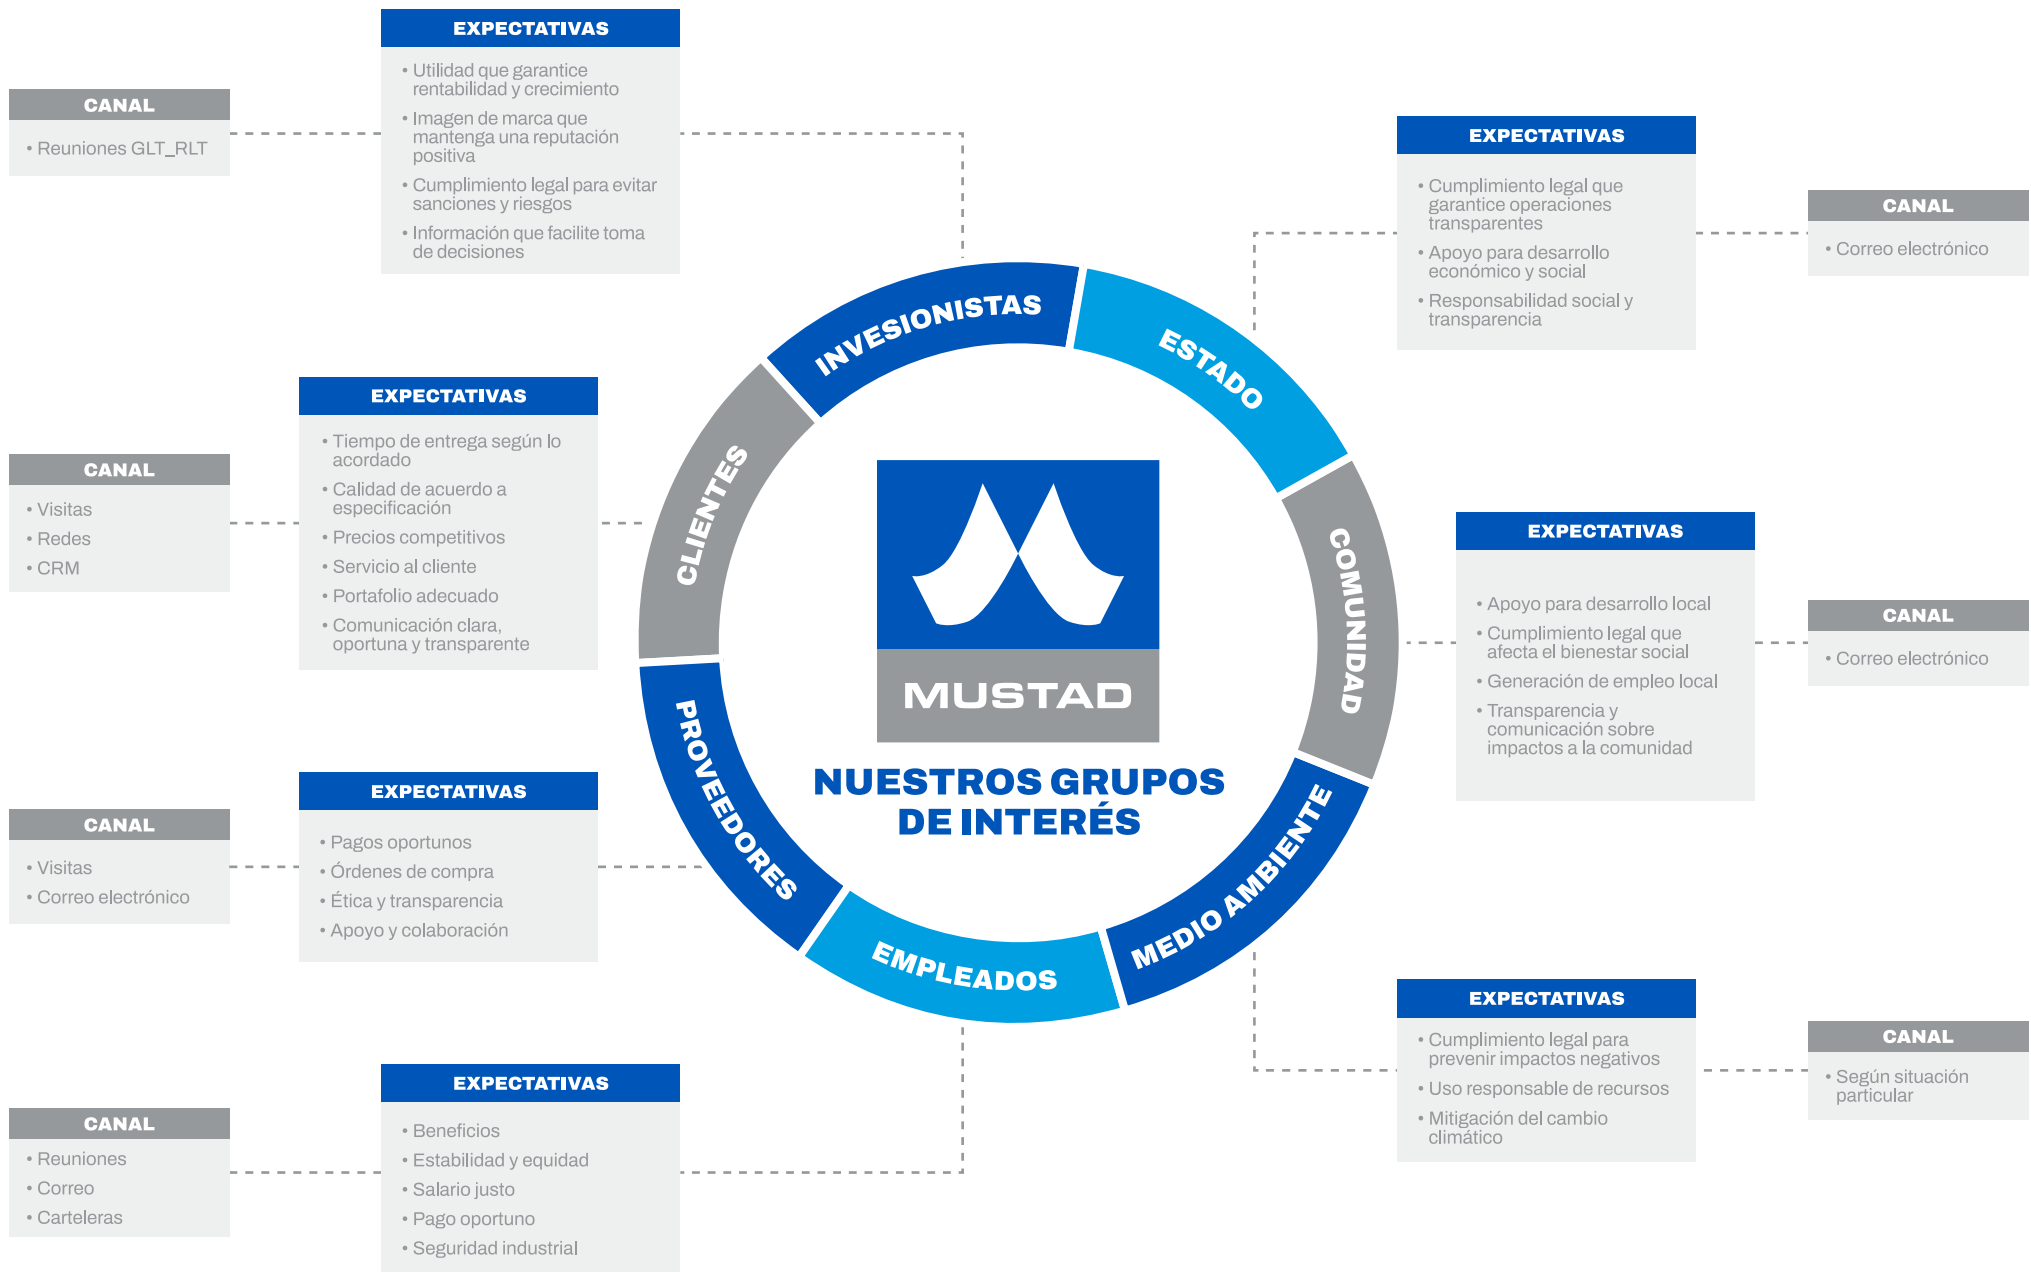 EXPECTATIVAS
• Utilidad que garantice
rentabilidad y crecimiento
• Imagen de marca que
mantenga una reputación
positiva
• Cumplimiento legal para evitar
sanciones y riesgos
• Información que facilite toma
de decisiones
CANAL
• Reuniones GLT_RLT
EXPECTATIVAS
• Cumplimiento legal que
garantice operaciones
transparentes
• Apoyo para desarrollo
económico y social
• Responsabilidad social y
transparencia
CANAL
• Correo electrónico
INVESIONISTAS
ESTADO
CLIENTES
COMUNIDAD
PROVEEDORES
MEDIO AMBIENTE
EMPLEADOS
MUSTAD
NUESTROS GRUPOS
DE INTERÉS
EXPECTATIVAS
• Tiempo de entrega según lo
acordado
• Calidad de acuerdo a
especificación
• Precios competitivos
• Servicio al cliente
• Portafolio adecuado
• Comunicación clara,
oportuna y transparente
CANAL
• Visitas
• Redes
• CRM
EXPECTATIVAS
• Apoyo para desarrollo local
• Cumplimiento legal que
afecta el bienestar social
• Generación de empleo local
• Transparencia y
comunicación sobre
impactos a la comunidad
CANAL
• Correo electrónico
EXPECTATIVAS
• Pagos oportunos
• Órdenes de compra
• Ética y transparencia
• Apoyo y colaboración
CANAL
• Visitas
• Correo electrónico
EXPECTATIVAS
• Cumplimiento legal para
prevenir impactos negativos
• Uso responsable de recursos
• Mitigación del cambio
climático
CANAL
• Según situación
particular
EXPECTATIVAS
• Beneficios
• Estabilidad y equidad
• Salario justo
• Pago oportuno
• Seguridad industrial
CANAL
• Reuniones
• Correo
• Carteleras